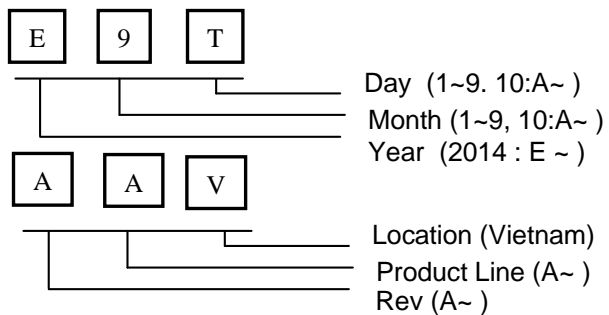 E 9 T
Day (1~9. 10:A~ )
Month (1~9, 10:A~ )
Year (2014 : E ~ )
A A V
Location (Vietnam)
Product Line (A~ )
Rev (A~ )